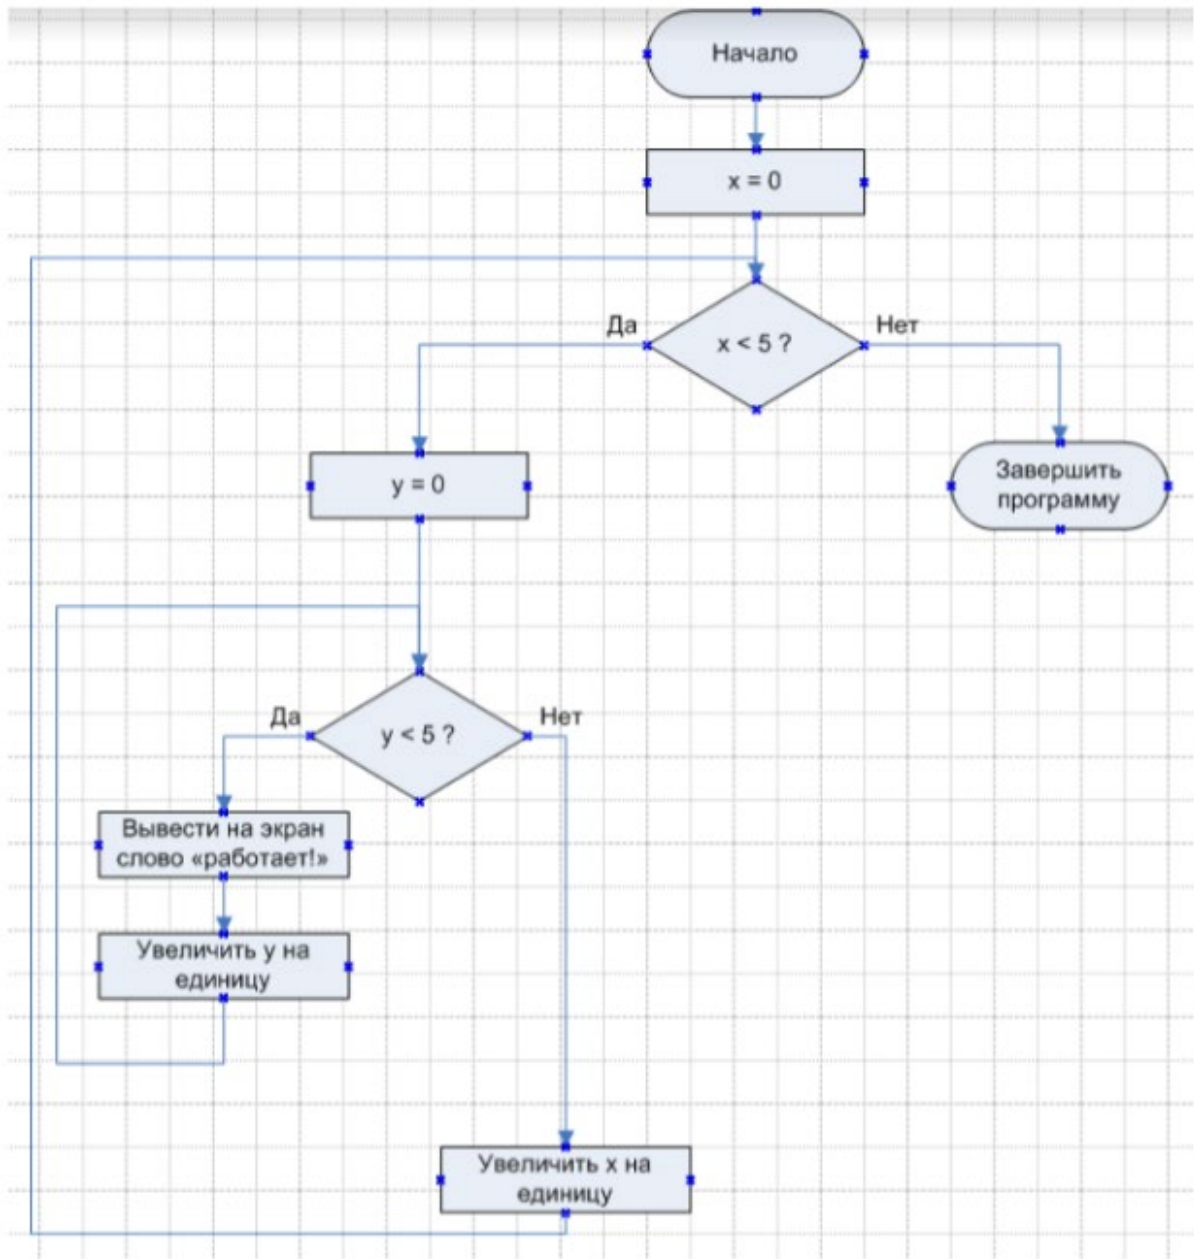 Начало
x = 0
Да
Нет
x < 5 ?
y = 0
Завершить
программу
Да
Нет
y < 5 ?
Вывести на экран
слово «работает!»
Увеличить y на
единицу
Увеличить x на
единицу